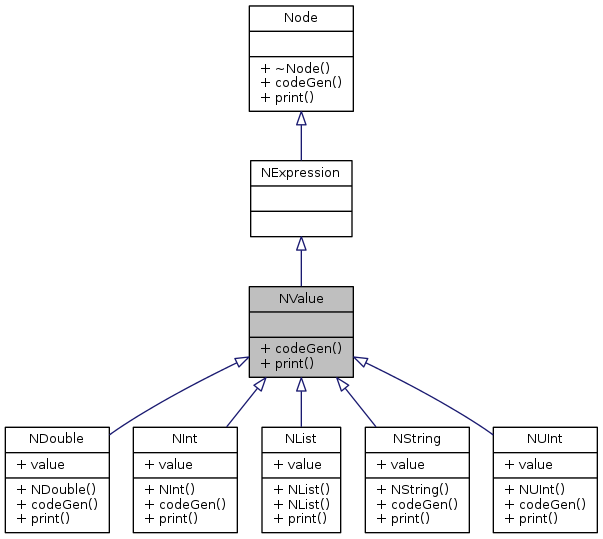 Node
+ ~Node()
+ codeGen()
+ print()
NExpression
NValue
+ codeGen()
+ print()
NDouble
+ value
+ NDouble()
+ codeGen()
+ print()
NInt
+ value
+ NInt()
+ codeGen()
+ print()
NList
+ value
+ NList()
+ NList()
+ print()
NString
+ value
+ NString()
+ codeGen()
+ print()
NUInt
+ value
+ NUInt()
+ codeGen()
+ print()